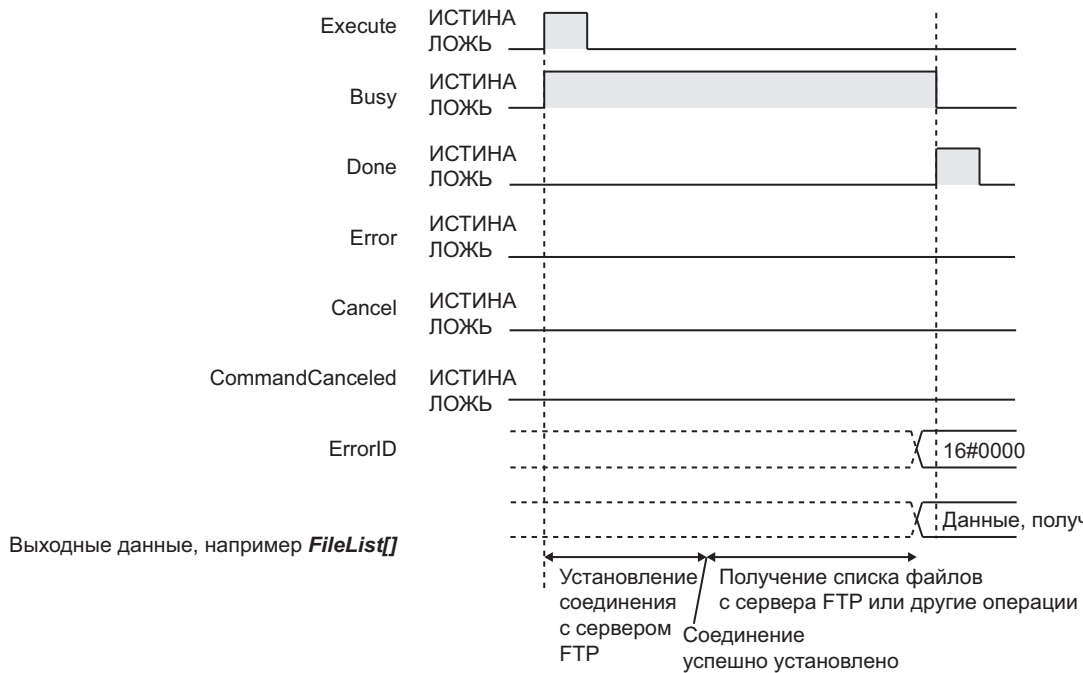 Execute
ИСТИНА
ЛОЖЬ
Busy
ИСТИНА
ЛОЖЬ
Done
ИСТИНА
ЛОЖЬ
Error
ИСТИНА
ЛОЖЬ
Cancel
ИСТИНА
ЛОЖЬ
CommandCanceled
ИСТИНА
ЛОЖЬ
ErrorID
16#0000
Данные,
Выходные данные, например FileList[]
Установление
соединения
с сервером
FTP
Получение списка файлов
с сервера FTP или другие операции
Соединение
успешно установлено